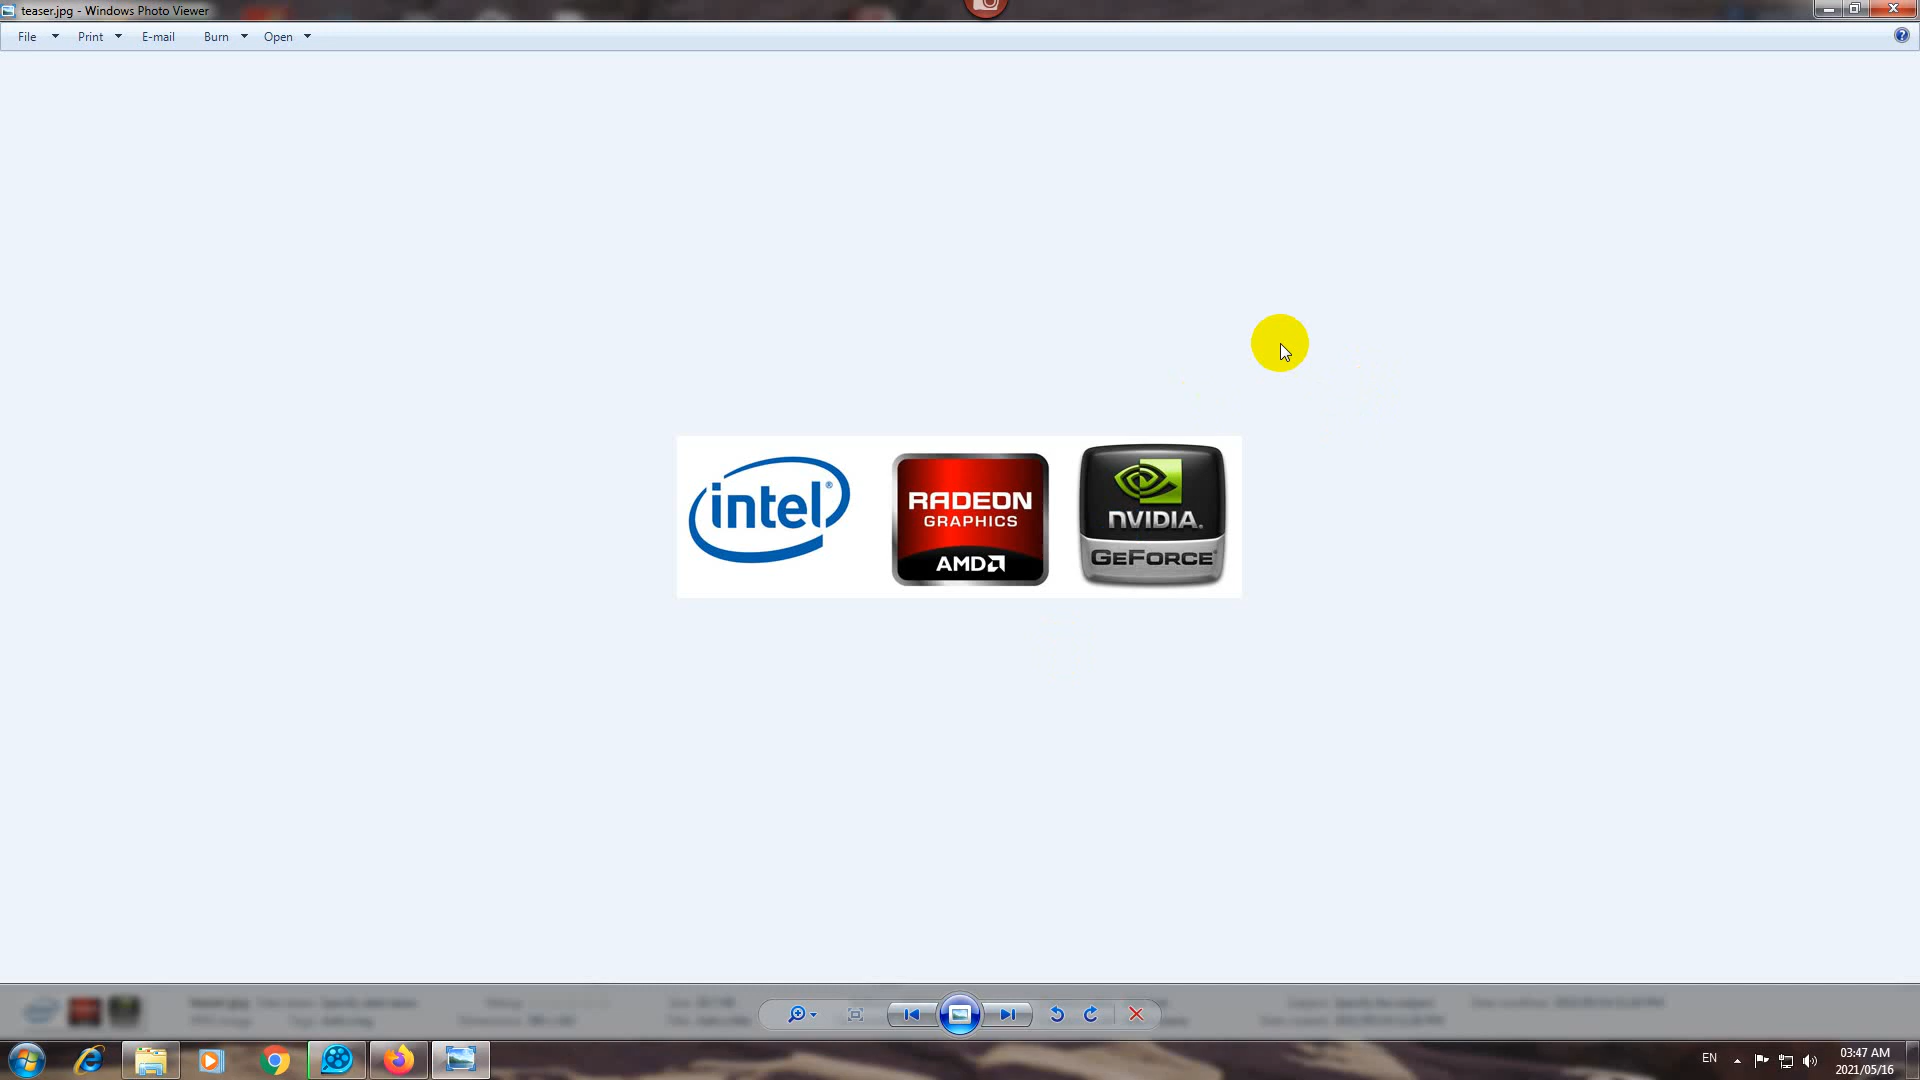 teaser.jpg - Windows Photo Viewer
File Print E-mail Burn Open
intel®
RADEON
GRAPHICS
AMD
NVIDIA.
GEFORCE®
EN
03:47 AM
2021/05/16